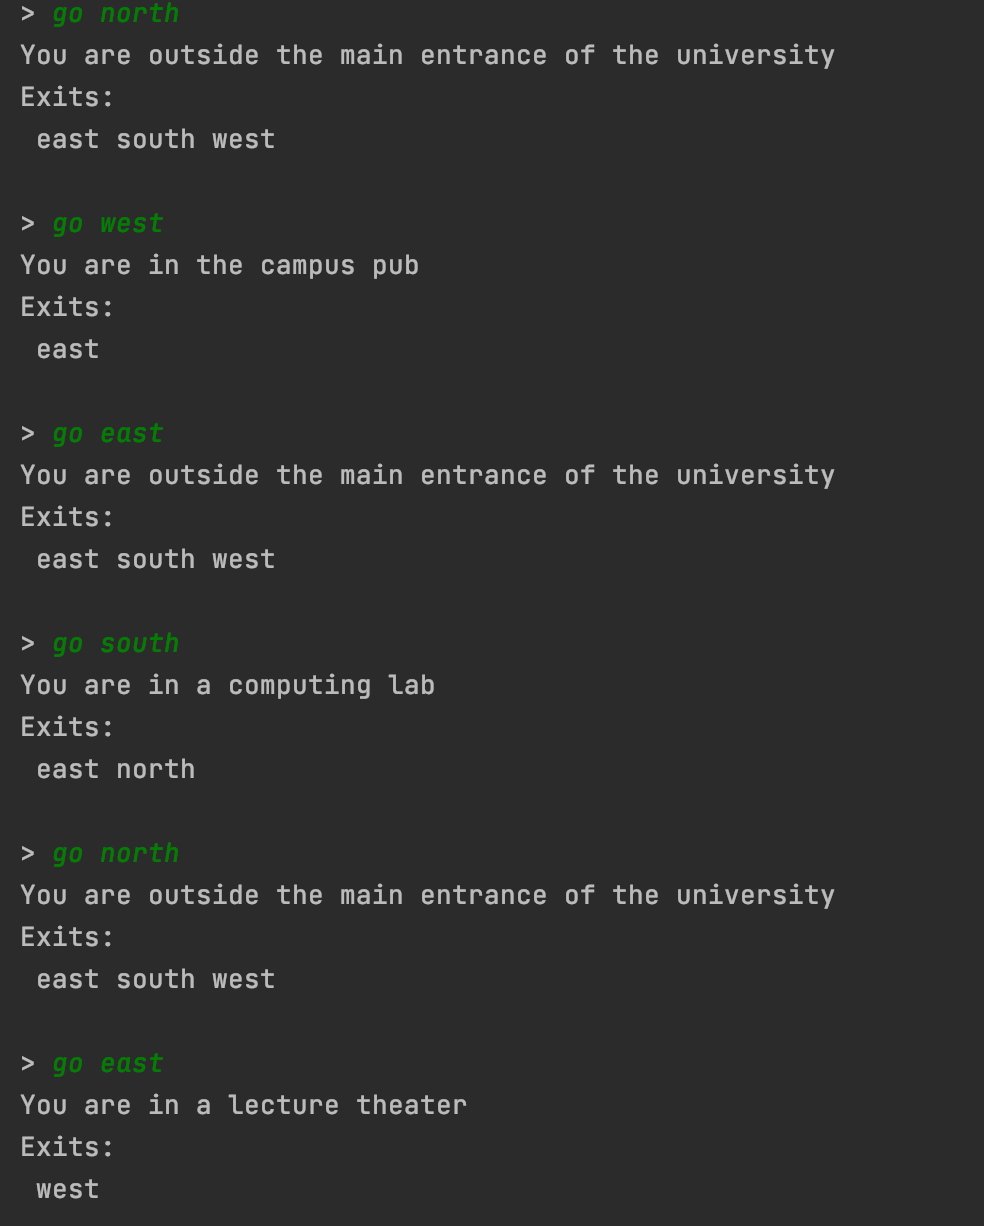 > go north
You are outside the main entrance of the university
Exits:
 east south west
> go west
You are in the campus pub
Exits:
 east
> go east
You are outside the main entrance of the university
Exits:
 east south west
> go south
You are in a computing lab
Exits:
 east north
> go north
You are outside the main entrance of the university
Exits:
 east south west
> go east
You are in a lecture theater
Exits:
 west